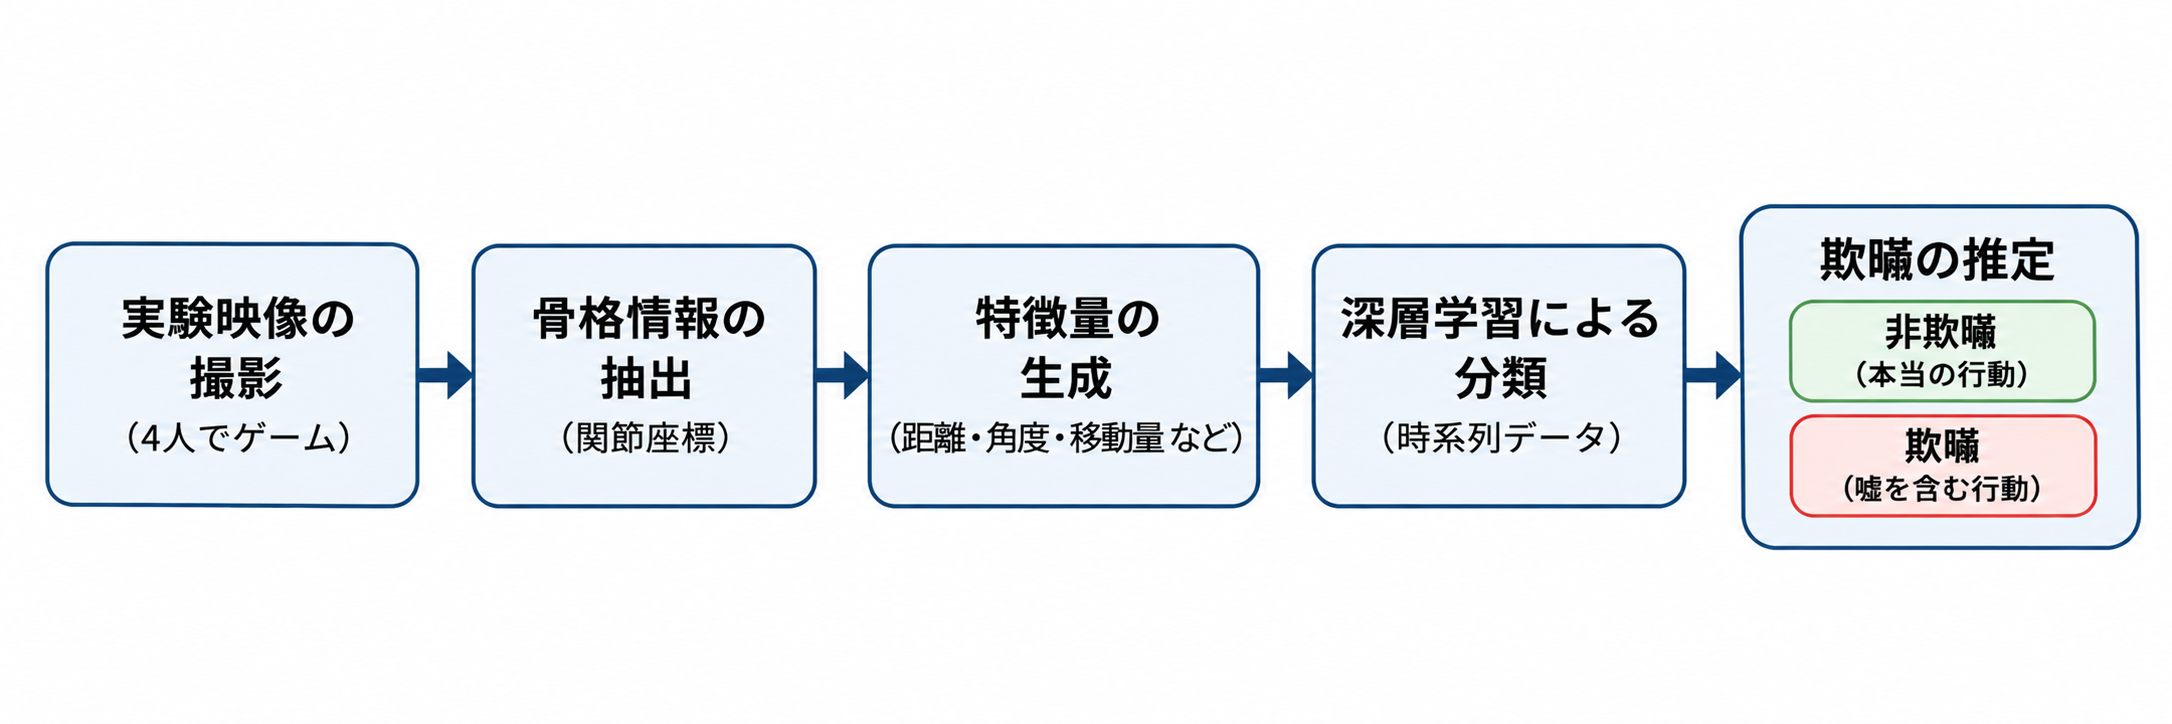 実験映像の
撮影
（4人でゲーム）
骨格情報の
抽出
（関節座標）
特徴量の
生成
（距離・角度・移動量 など）
深層学習による
分類
（時系列データ）
欺瞞の推定
非欺瞞
（本当の行動）
欺瞞
（嘘を含む行動）